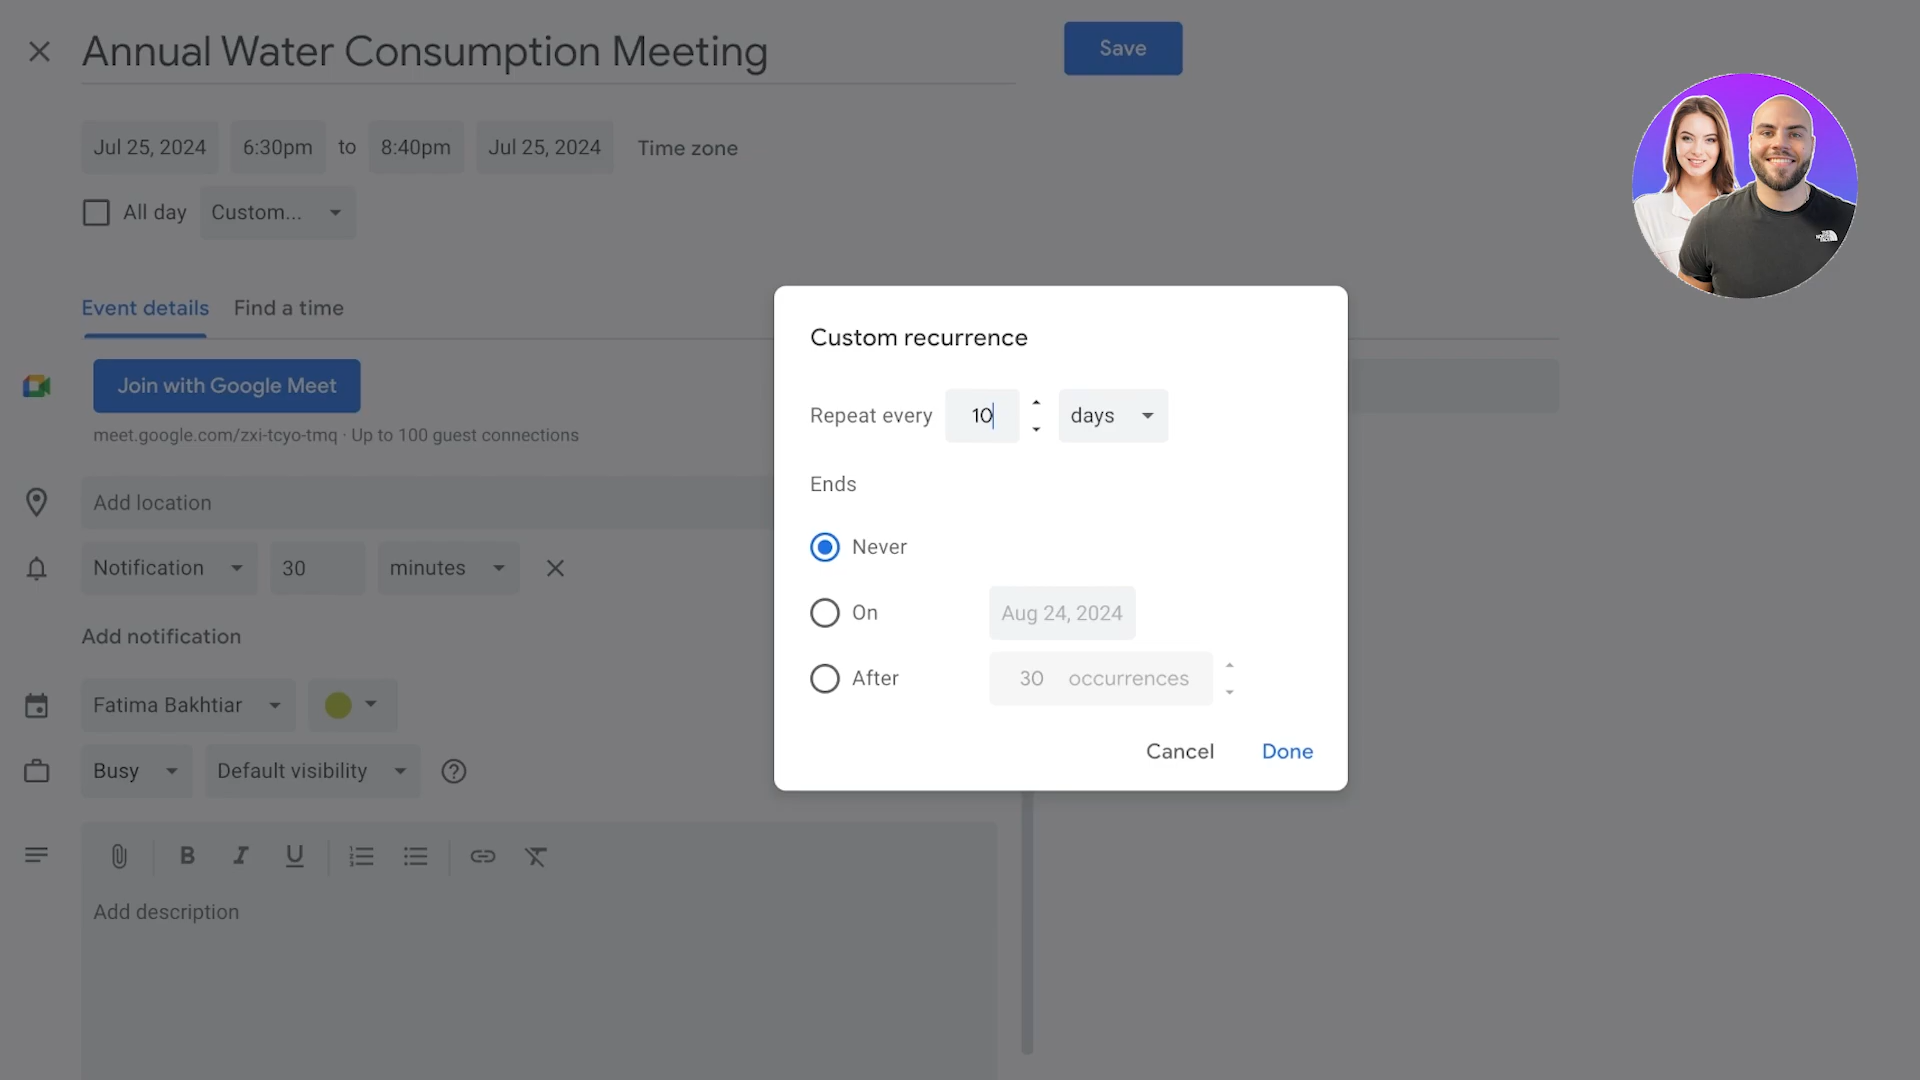 Annual Water Consumption Meeting
Save
Jul 25, 2024 6:30pm to 8:40pm Jul 25, 2024 Time zone
All day Custom...
Event details Find a time
Join with Google Meet
meet.google.com/zxi-tcyo-tmq · Up to 100 guest connections
Add location
Notification 30 minutes
Add notification
Fatima Bakhtiar
Busy Default visibility
B I U
Add description
Custom recurrence
Repeat every 10 days
Ends
Never
On Aug 24, 2024
After 30 occurrences
Cancel Done